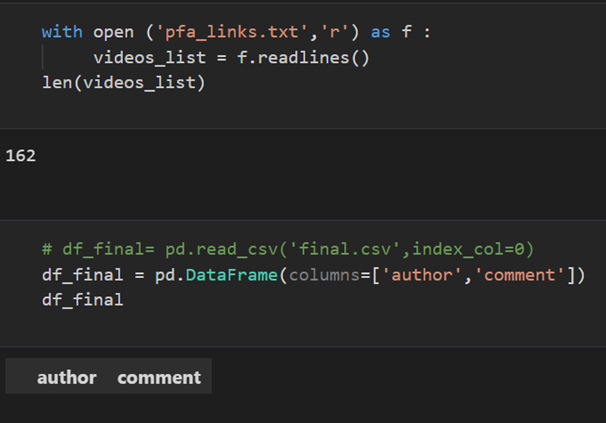 with open ('pfa_links.txt','r') as f :
videos_list = f.readlines()
len(videos_list)
162
# df_final= pd.read_csv('final.csv',index_col=0)
df_final = pd.DataFrame(columns=['author','comment'])
df_final
author comment